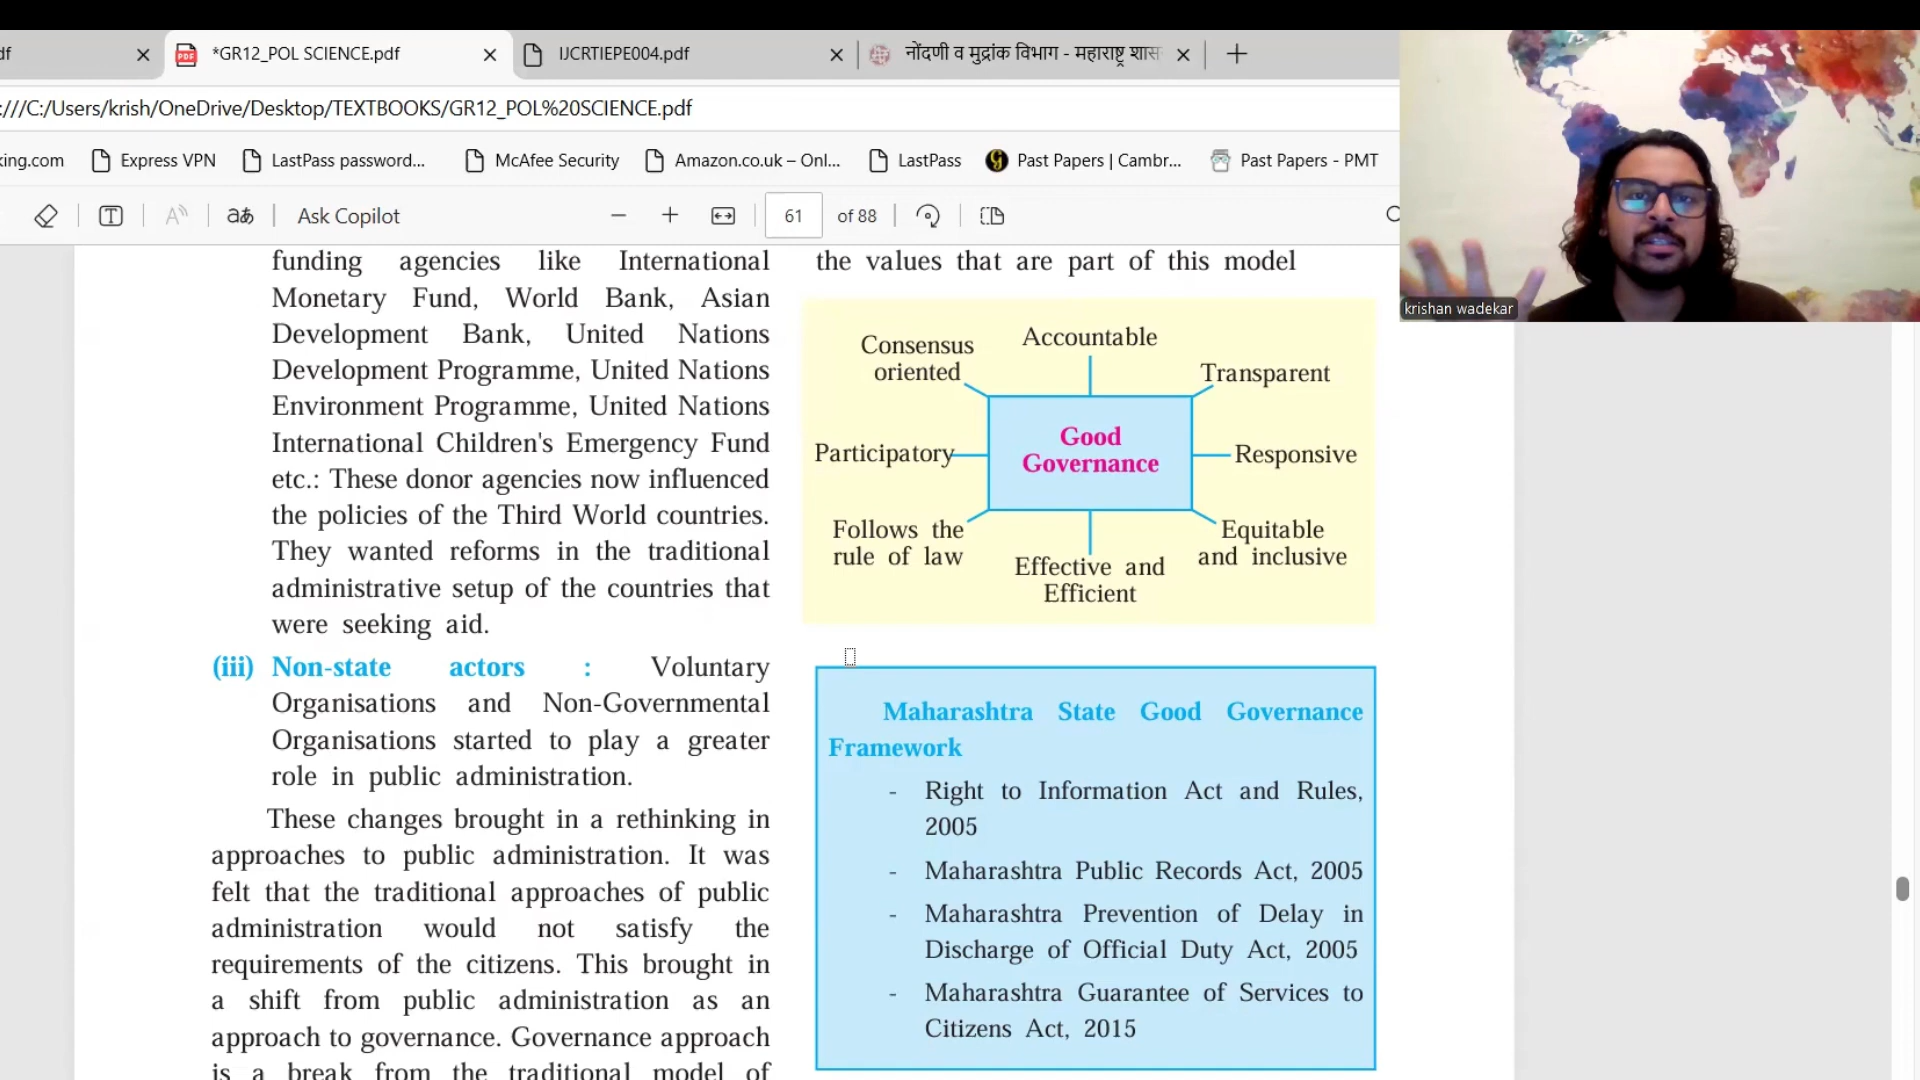 df
*GR12_POL SCIENCE.pdf
IJCRTIEPE004.pdf
नोंदणी व मुद्रांक विभाग - महाराष्ट्र शास
:///C:/Users/krish/OneDrive/Desktop/TEXTBOOKS/GR12_POL%20SCIENCE.pdf
king.com
Express VPN
LastPass password...
McAfee Security
Amazon.co.uk – Onl...
LastPass
Past Papers | Cambr...
Past Papers - PMT
Ask Copilot
61
of 88
krishan wadekar
funding agencies like International
Monetary Fund, World Bank, Asian
Development Bank, United Nations
Development Programme, United Nations
Environment Programme, United Nations
International Children's Emergency Fund
etc.: These donor agencies now influenced
the policies of the Third World countries.
They wanted reforms in the traditional
administrative setup of the countries that
were seeking aid.
(iii) Non-state actors : Voluntary
Organisations and Non-Governmental
Organisations started to play a greater
role in public administration.
These changes brought in a rethinking in
approaches to public administration. It was
felt that the traditional approaches of public
administration would not satisfy the
requirements of the citizens. This brought in
a shift from public administration as an
approach to governance. Governance approach
is a break from the traditional model of
the values that are part of this model
Consensus
oriented
Accountable
Transparent
Participatory
Good
Governance
Responsive
Follows the
rule of law
Effective and
Efficient
Equitable
and inclusive
Maharashtra State Good Governance
Framework
- Right to Information Act and Rules,
2005
- Maharashtra Public Records Act, 2005
- Maharashtra Prevention of Delay in
Discharge of Official Duty Act, 2005
- Maharashtra Guarantee of Services to
Citizens Act, 2015